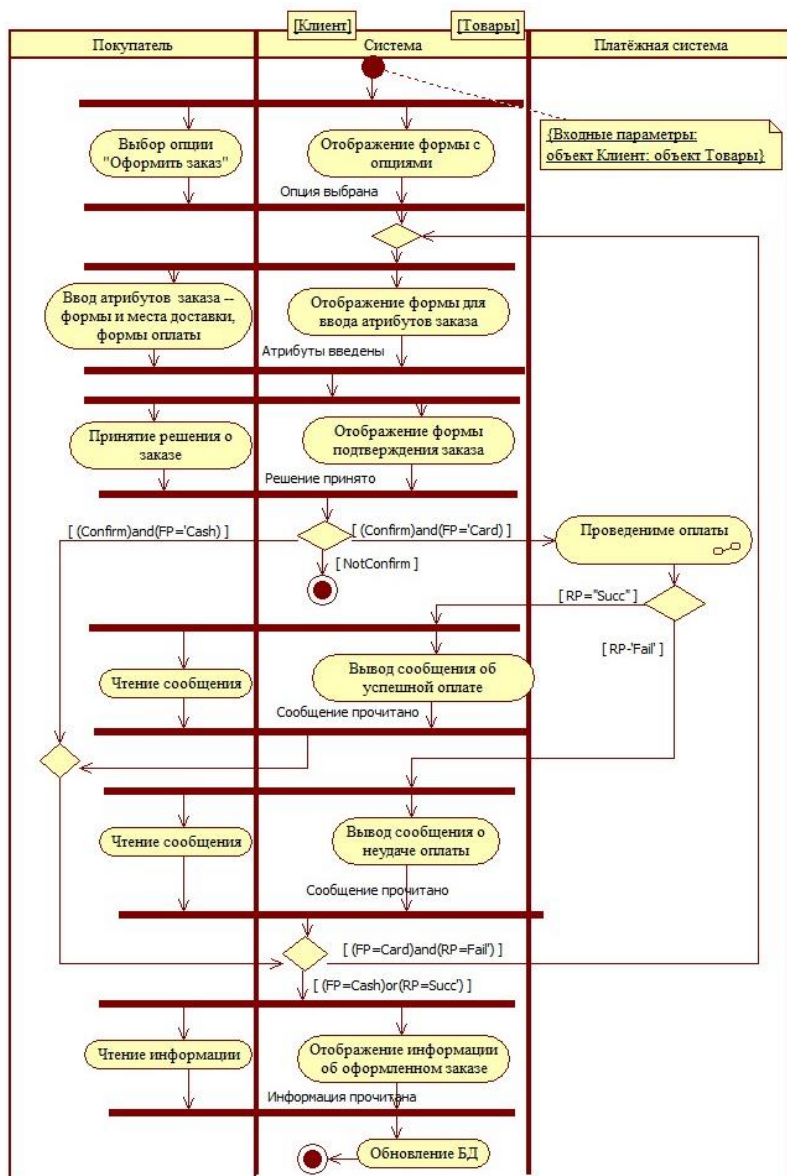 [Клиент]
[Товары]
Покупатель
Система
Платёжная система
Выбор опции
"Оформить заказ"
Отображение формы с
опциями
{Входные параметры:
объект Клиент: объект Товары}
Опция выбрана
Ввод атрибутов заказа --
формы и места доставки,
формы оплаты
Отображение формы для
ввода атрибутов заказа
Атрибуты введены
Принятие решения о
заказе
Отображение формы
подтверждения заказа
Решение принято
[ (Confirm)and(FP='Cash) ]
[ (Confirm)and(FP='Card) ]
Проведениме оплаты
[ NotConfirm ]
[ RP="Succ" ]
[ RP-'Fail' ]
Чтение сообщения
Вывод сообщения об
успешной оплате
Сообщение прочитано
Чтение сообщения
Вывод сообщения о
неудаче оплаты
Сообщение прочитано
[ (FP=Card)and(RP=Fail') ]
[ (FP=Cash)or(RP=Succ') ]
Чтение информации
Отображение информации
об оформленном заказе
Информация прочитана
Обновление БД